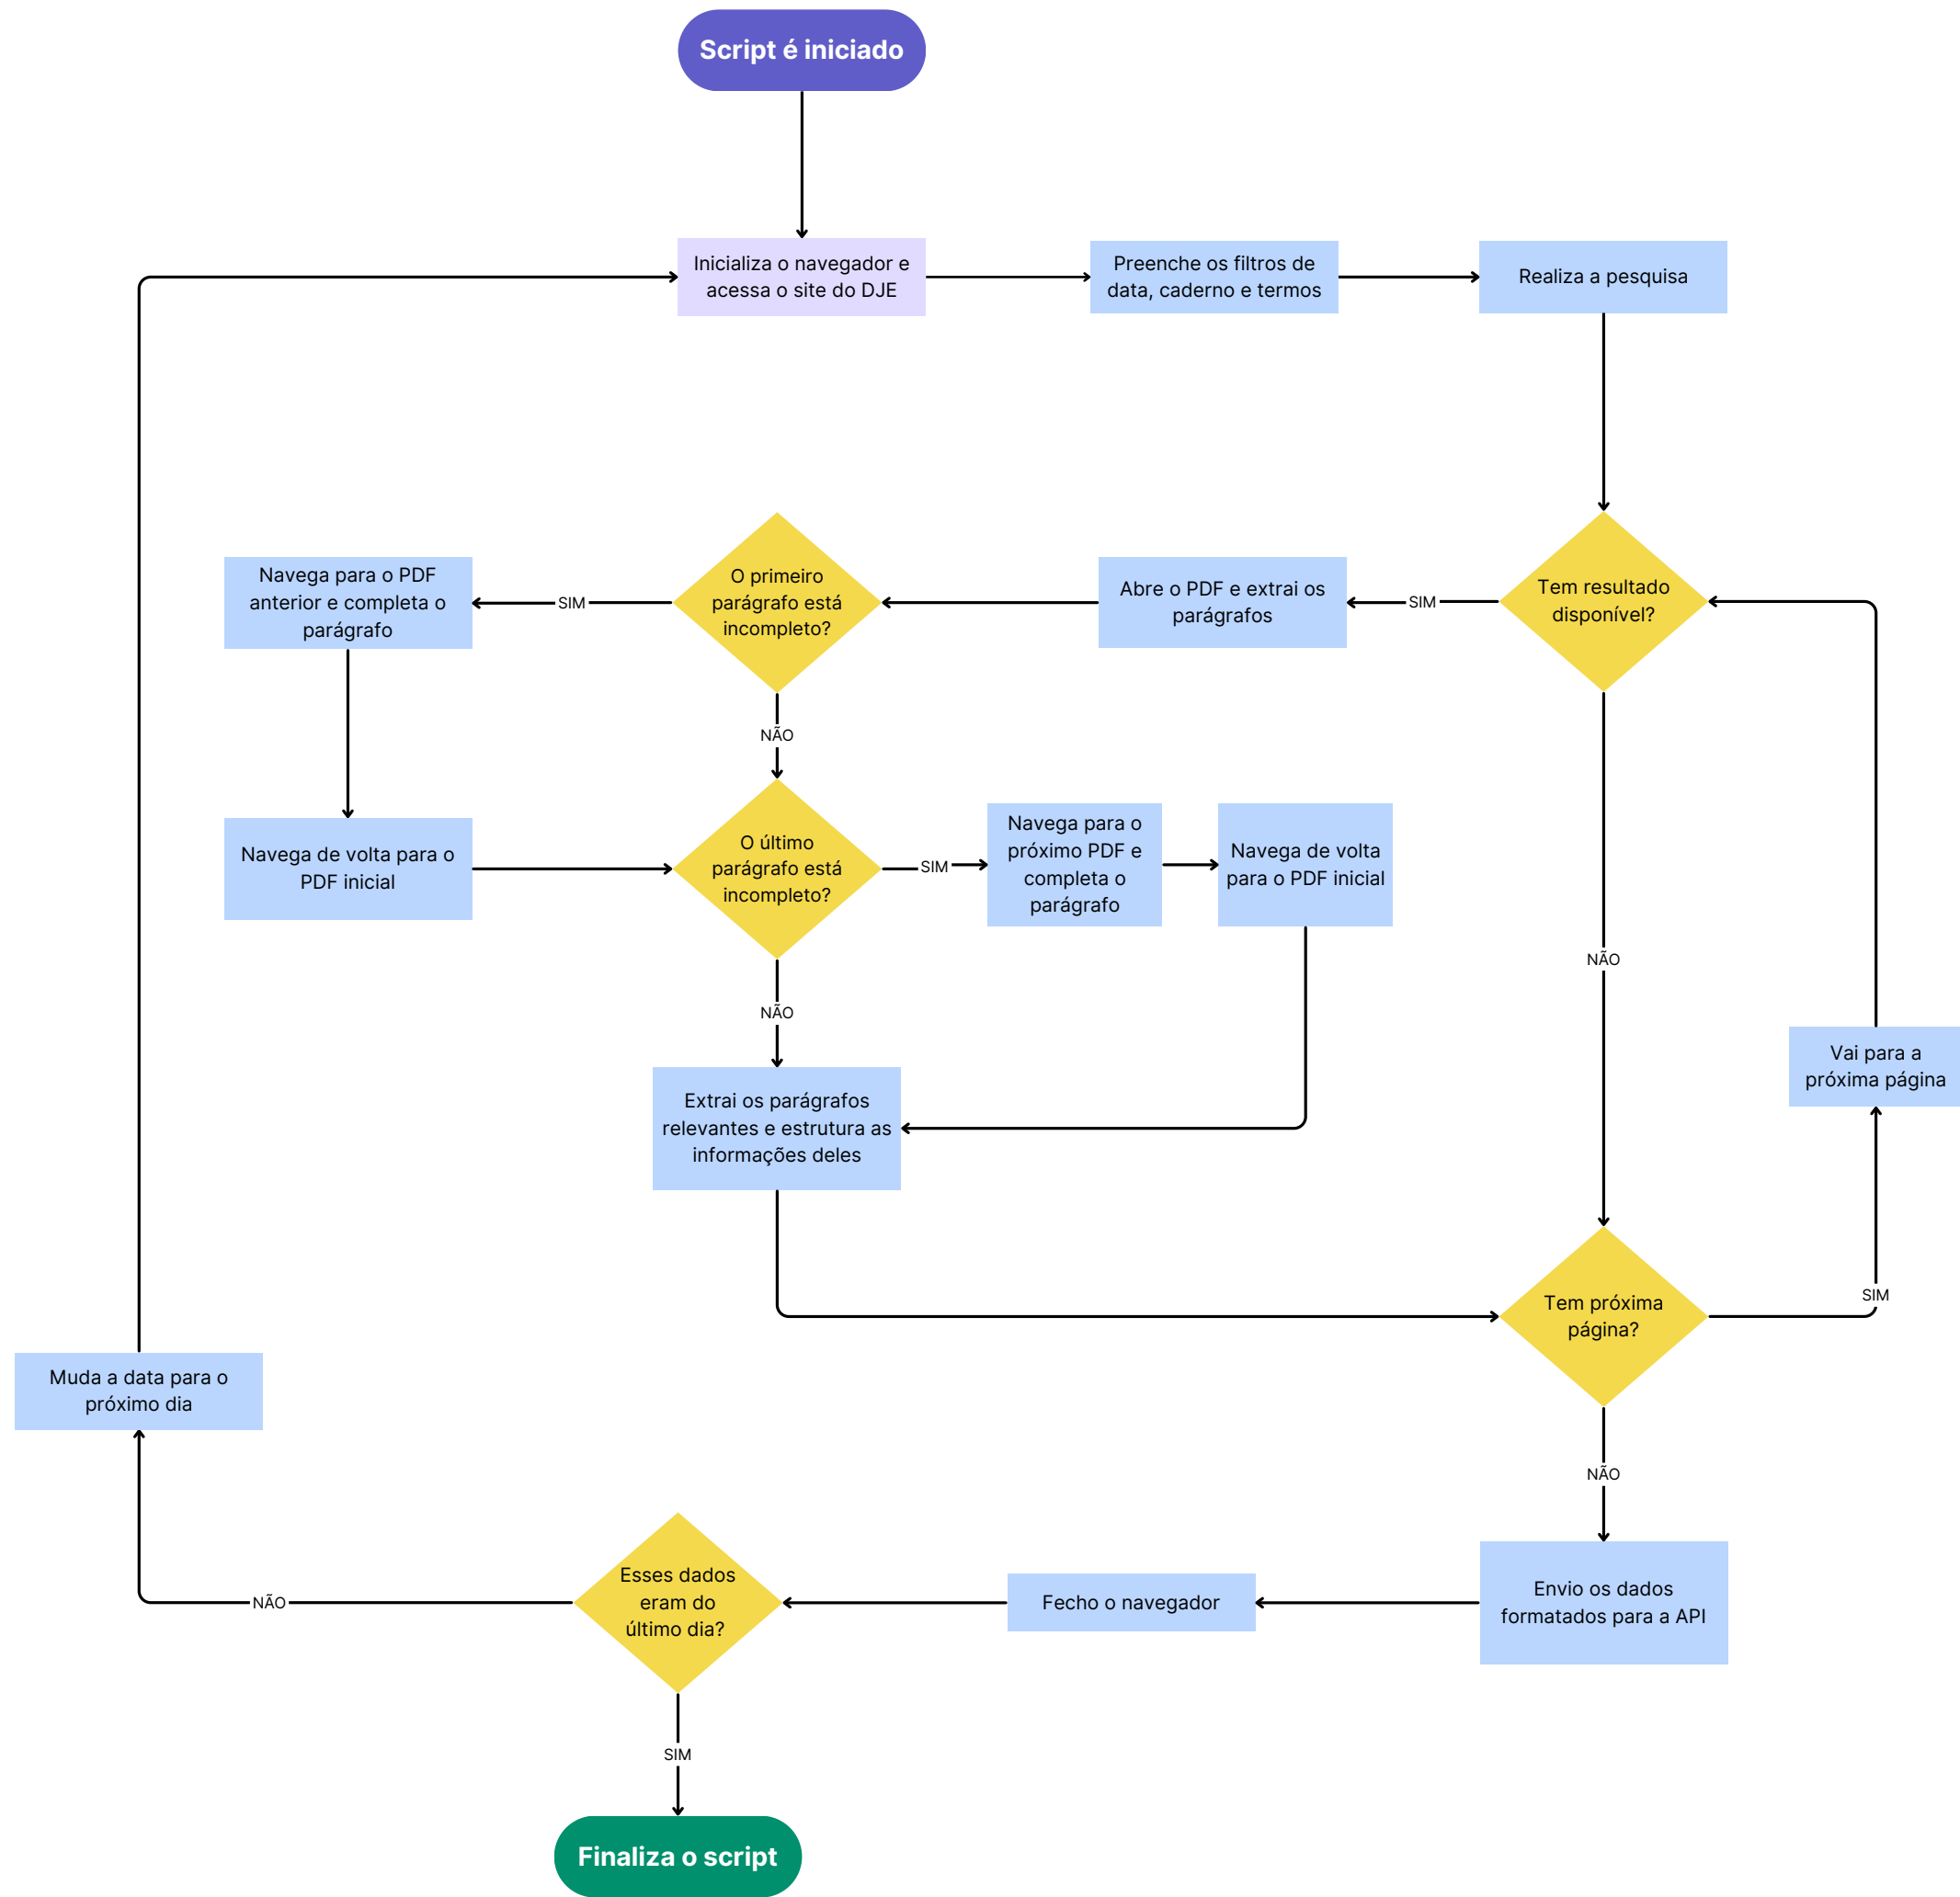 Script é iniciado
Inicializa o navegador e
acessa o site do DJE
Preenche os filtros de
data, caderno e termos
Realiza a pesquisa
Tem resultado
disponível?
SIM
Abre o PDF e extrai os
parágrafos
O primeiro
parágrafo está
incompleto?
SIM
Navega para o PDF
anterior e completa o
parágrafo
NÃO
Navega de volta para o
PDF inicial
O último
parágrafo está
incompleto?
SIM
Navega para o
próximo PDF e
completa o
parágrafo
Navega de volta
para o PDF inicial
NÃO
NÃO
Extrai os parágrafos
relevantes e estrutura as
informações deles
Vai para a
próxima página
SIM
Tem próxima
página?
Muda a data para o
próximo dia
NÃO
Envio os dados
formatados para a API
Fecho o navegador
Esses dados
eram do
último dia?
NÃO
SIM
Finaliza o script